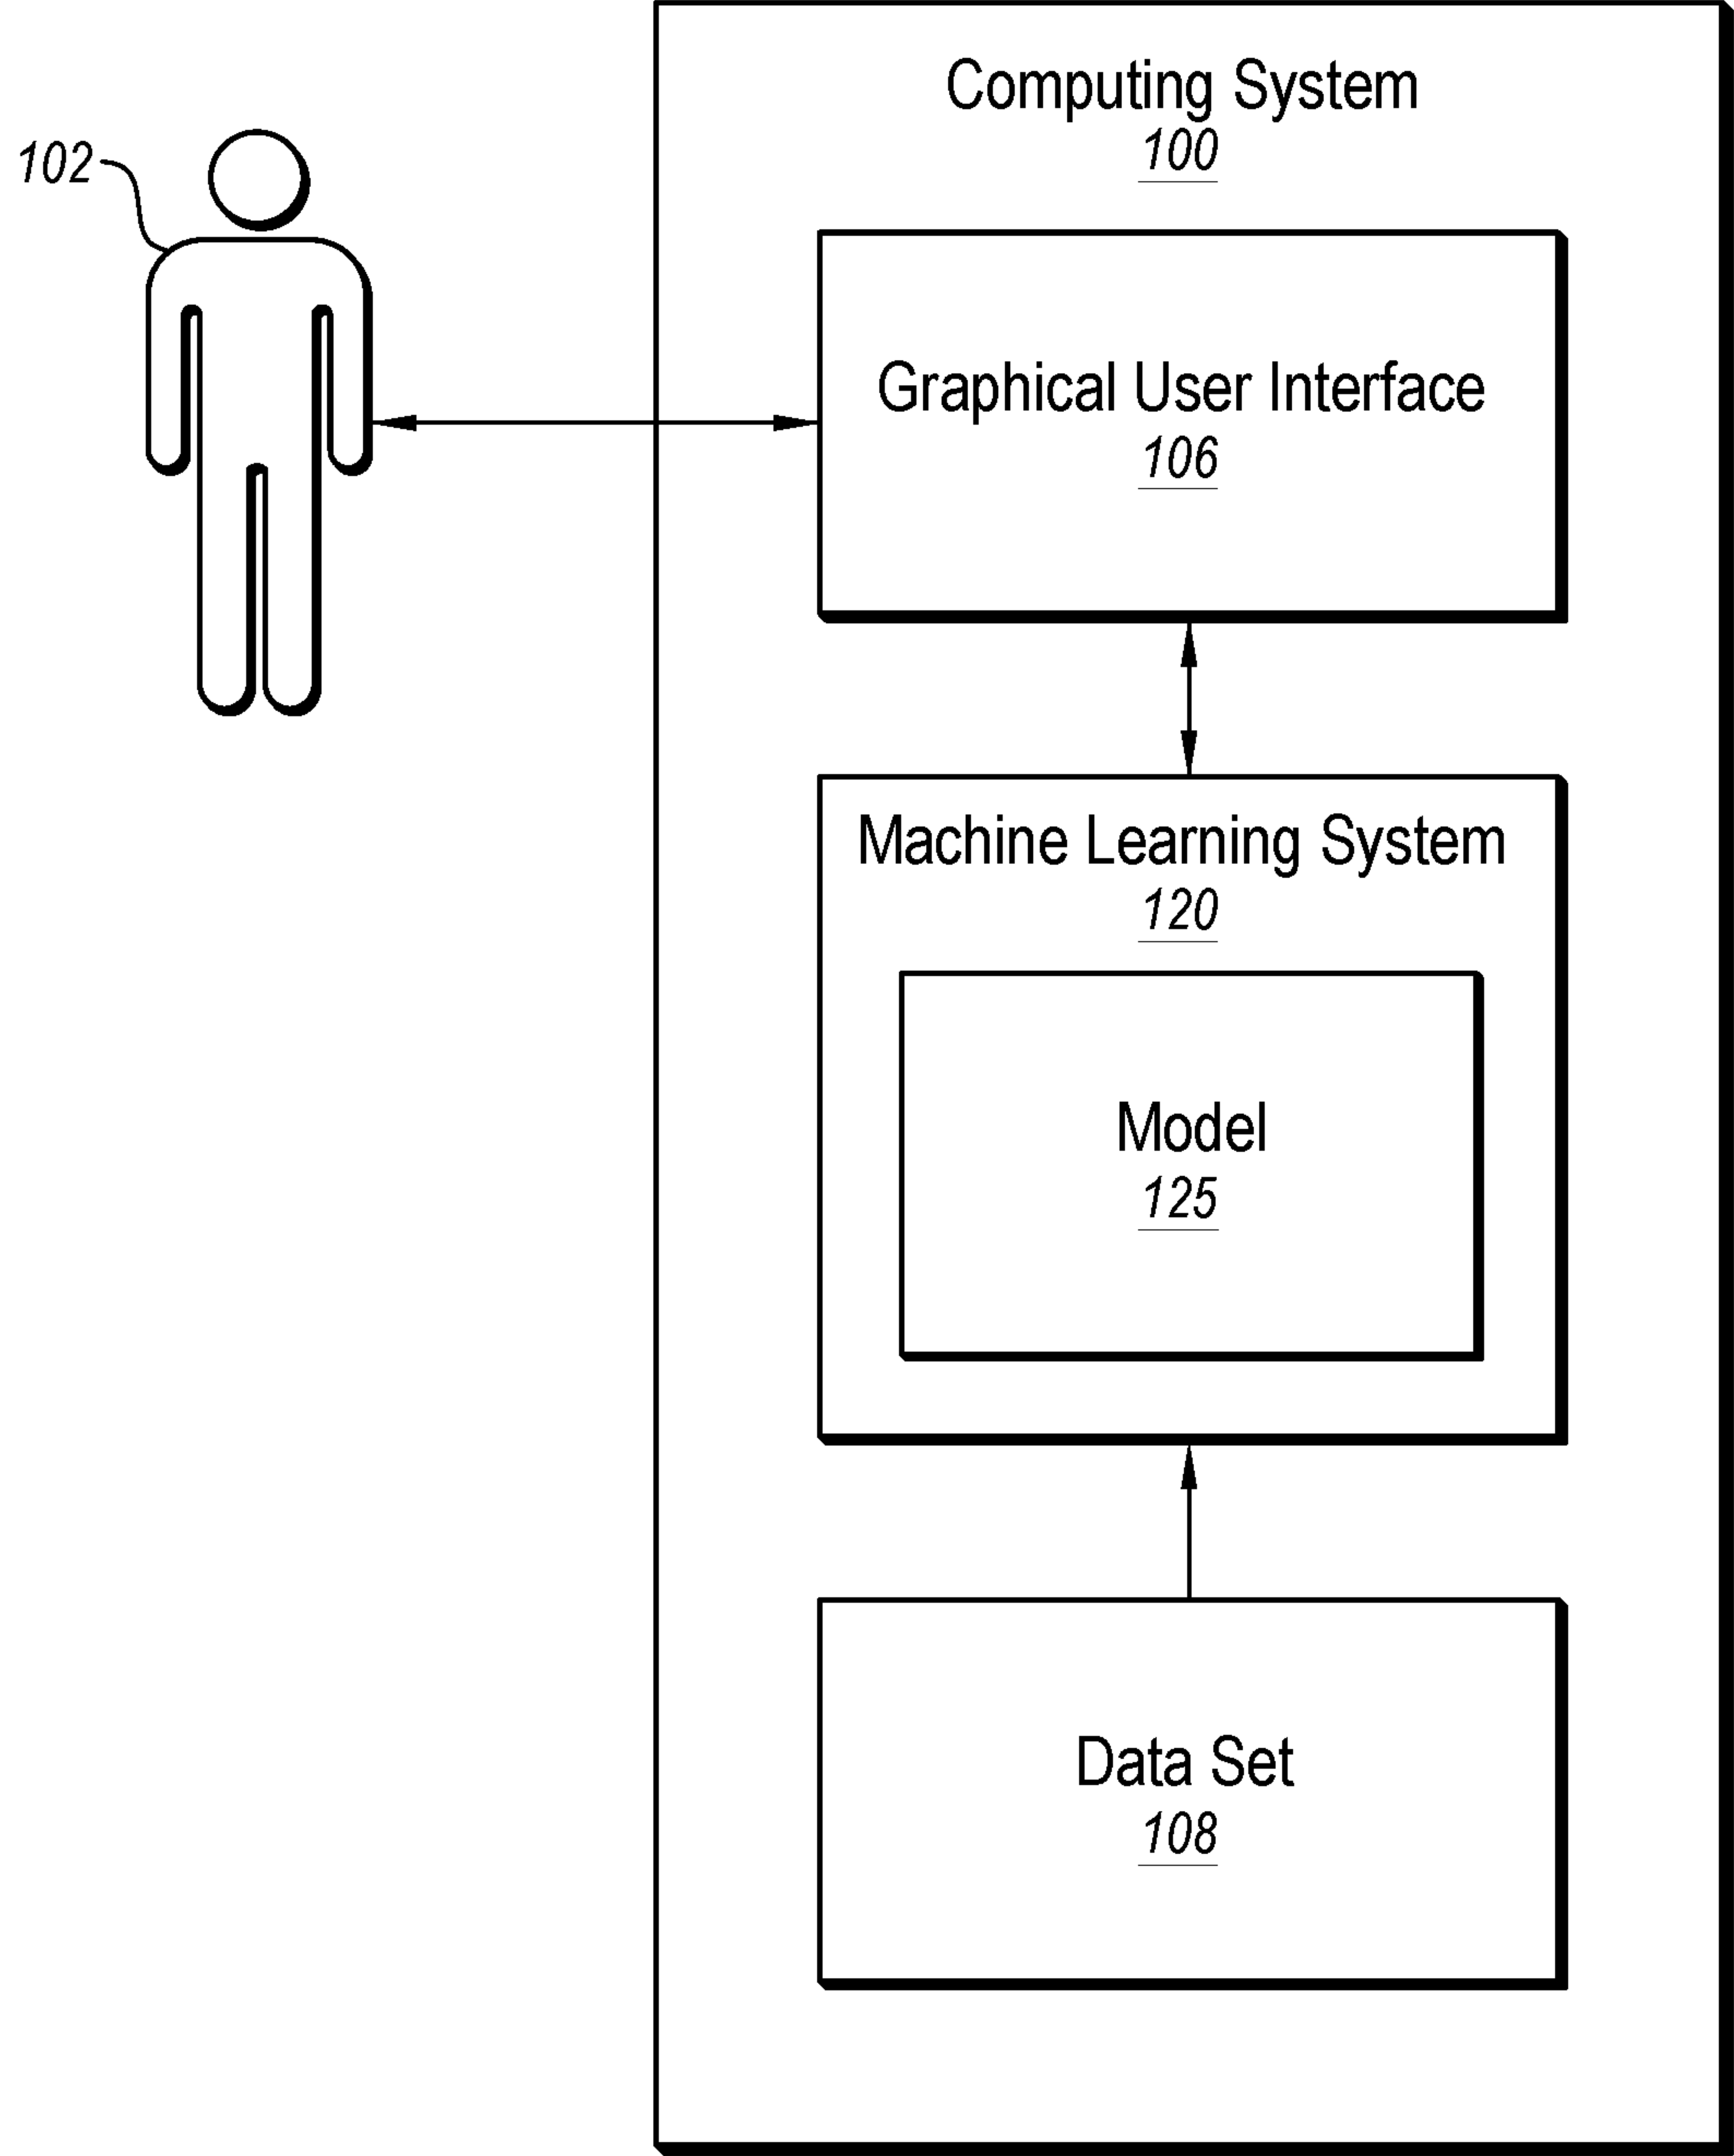 Computing System
100
102
Graphical User Interface
106
Machine Learning System
120
Model
125
Data Set
108